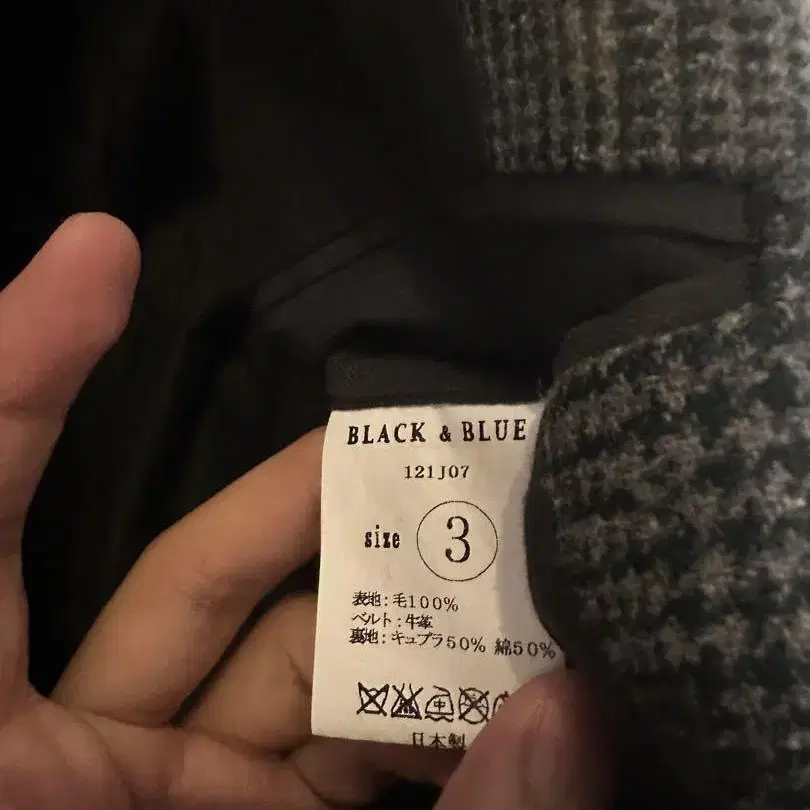 BLACK & BLUE
121J07
size 3
表地:毛100%
ベルト:牛革
裏地:キュプラ50% 綿50%
中
日本製